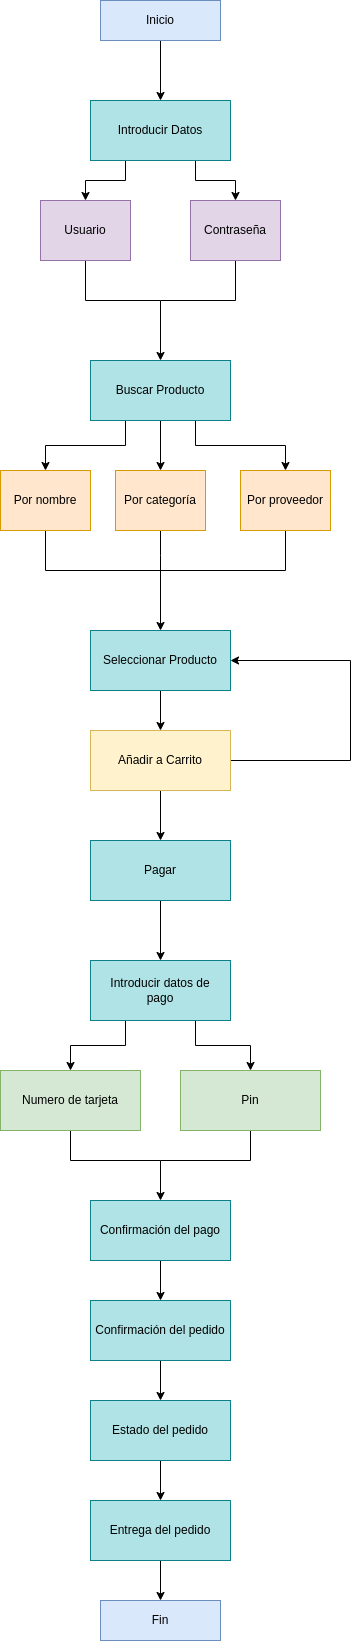 Inicio
Introducir Datos
Usuario
Contraseña
Buscar Producto
Por nombre
Por categoría
Por proveedor
Seleccionar Producto
Añadir a Carrito
Pagar
Introducir datos de
pago
Numero de tarjeta
Pin
Confirmación del pago
Confirmación del pedido
Estado del pedido
Entrega del pedido
Fin